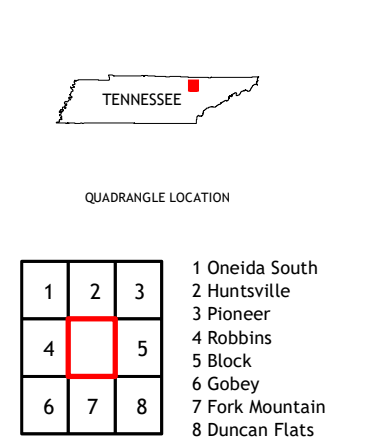 TENNESSEE
QUADRANGLE LOCATION
1 2 3
4 5
6 7 8
1 Oneida South
2 Huntsville
3 Pioneer
4 Robbins
5 Block
6 Gobey
7 Fork Mountain
8 Duncan Flats